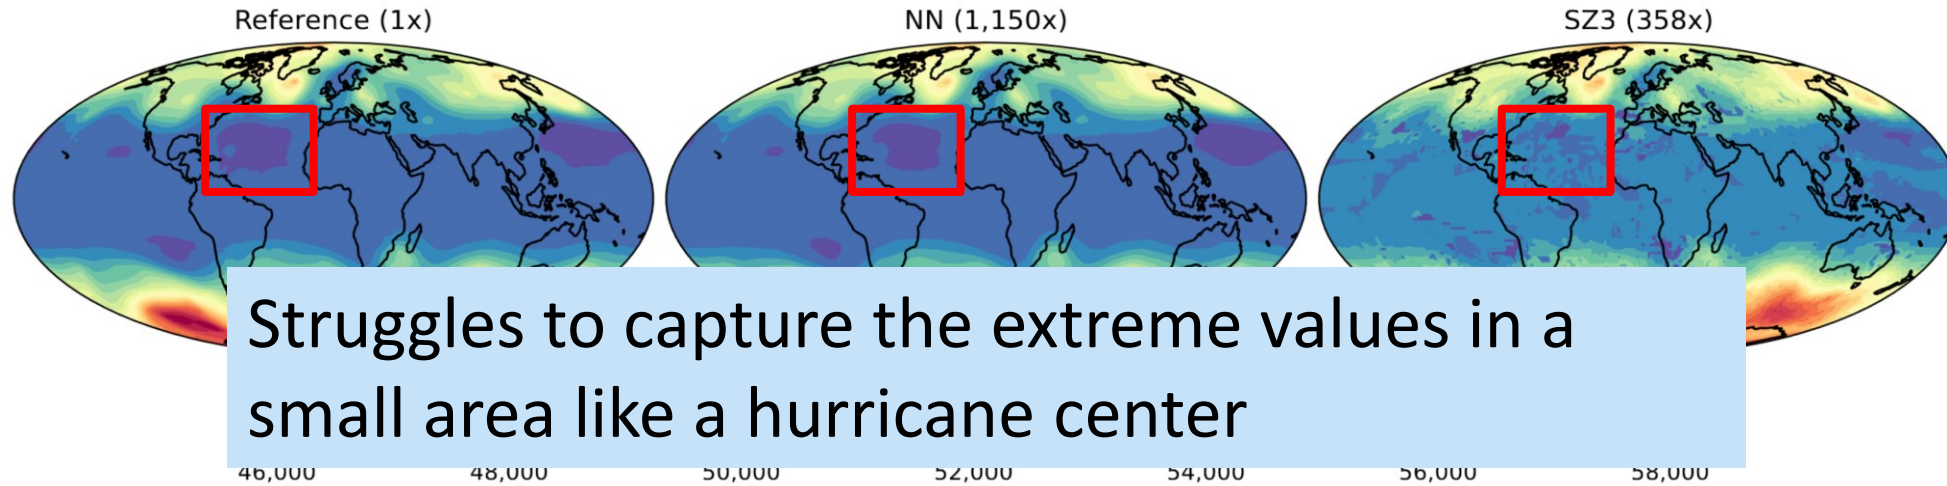 Reference (1x)
NN (1,150x)
SZ3 (358x)
Struggles to capture the extreme values in a
small area like a hurricane center
46,000 48,000 50,000 52,000 54,000 56,000 58,000